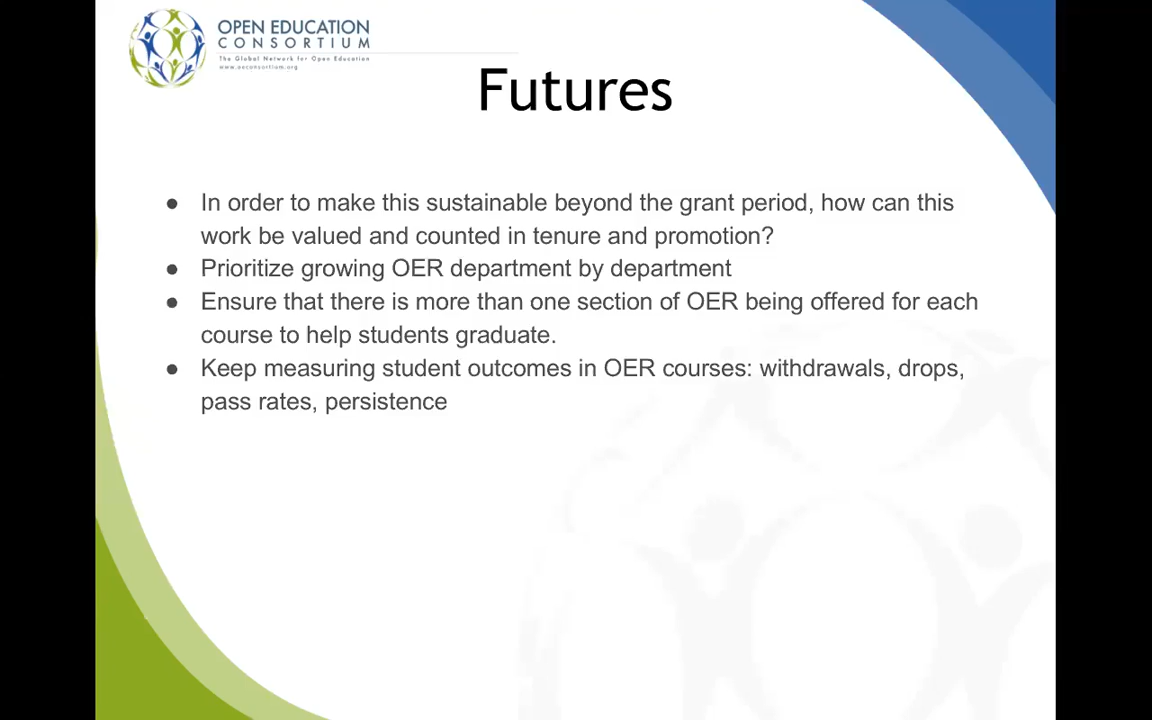 OPEN EDUCATION
CONSORTIUM
The Global Network for Open Education
www.oeconsortium.org
Futures
● In order to make this sustainable beyond the grant period, how can this
work be valued and counted in tenure and promotion?
● Prioritize growing OER department by department
● Ensure that there is more than one section of OER being offered for each
course to help students graduate.
● Keep measuring student outcomes in OER courses: withdrawals, drops,
pass rates, persistence